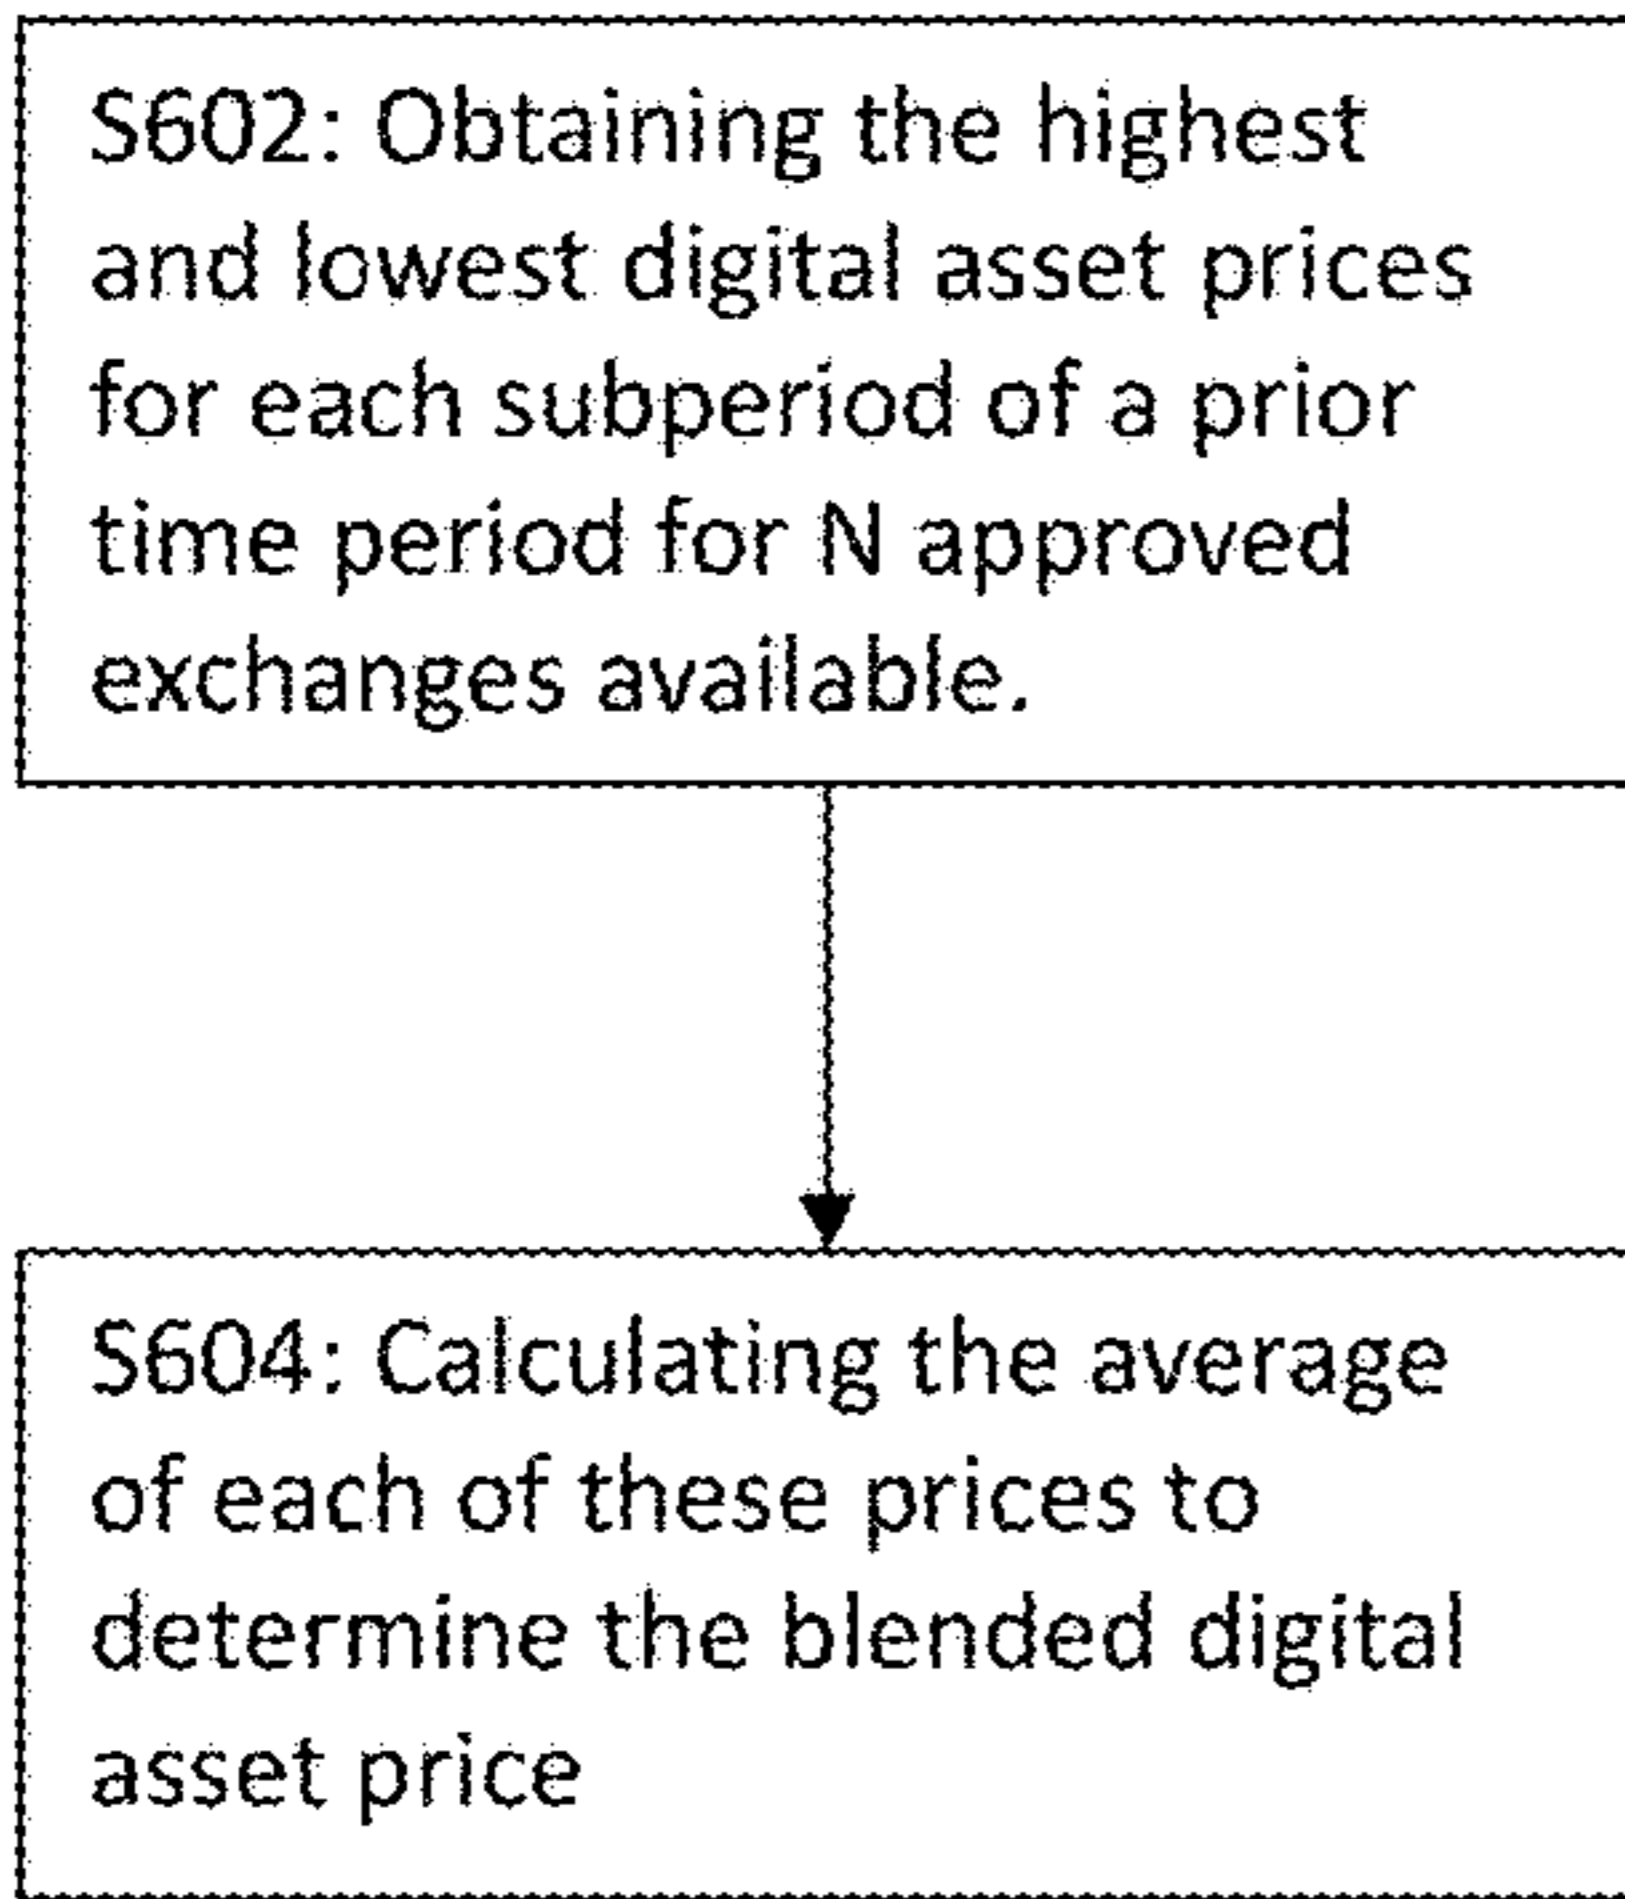 S602: Obtaining the highest
and lowest digital asset prices
for each subperiod of a prior
time period for N approved
exchanges available.
S604: Calculating the average
of each of these prices to
determine the blended digital
asset price